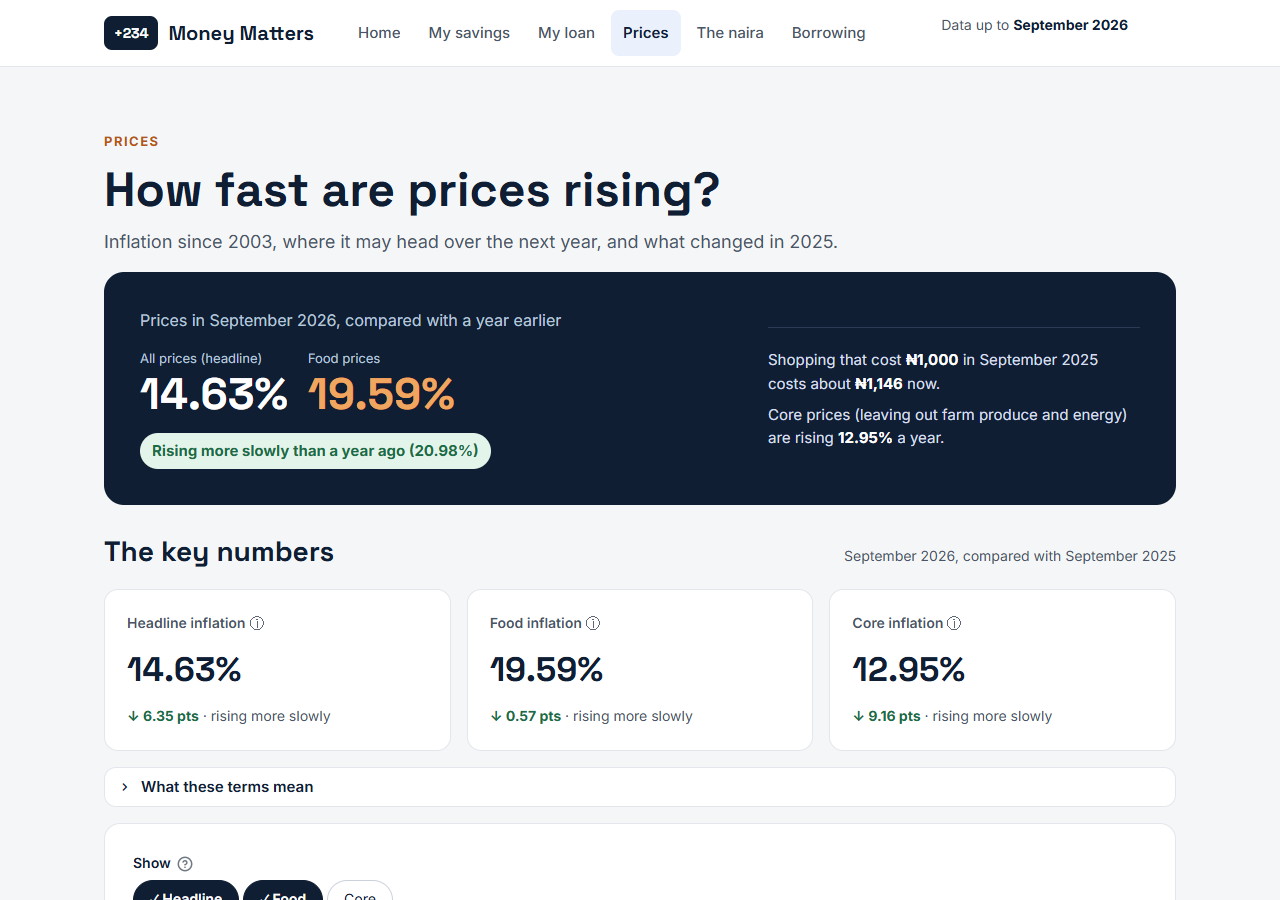 +234 Money Matters Home My savings My loan Prices The naira Borrowing Data up to September 2026
PRICES
How fast are prices rising?
Inflation since 2003, where it may head over the next year, and what changed in 2025.
Prices in September 2026, compared with a year earlier
All prices (headline) Food prices
14.63% 19.59%
Rising more slowly than a year ago (20.98%)
Shopping that cost ₦1,000 in September 2025
costs about ₦1,146 now.
Core prices (leaving out farm produce and energy)
are rising 12.95% a year.
The key numbers
September 2026, compared with September 2025
Headline inflation ⓘ
14.63%
↓ 6.35 pts · rising more slowly
Food inflation ⓘ
19.59%
↓ 0.57 pts · rising more slowly
Core inflation ⓘ
12.95%
↓ 9.16 pts · rising more slowly
› What these terms mean
Show ?
✓ Headline ✓ Food Core